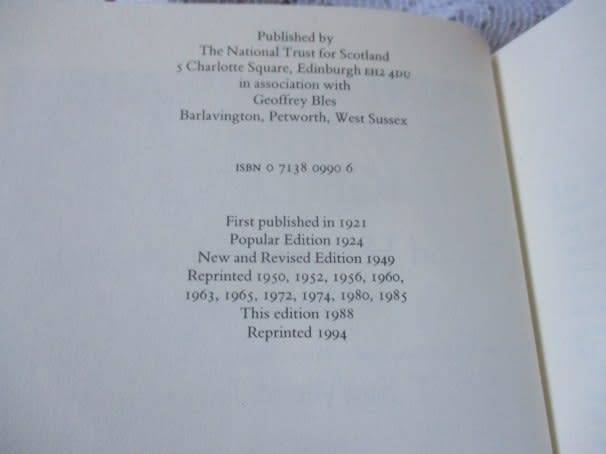 Published by
The National Trust for Scotland
5 Charlotte Square, Edinburgh EH2 4DU
in association with
Geoffrey Bles
Barlavington, Petworth, West Sussex
ISBN 0 7138 0990 6
First published in 1921
Popular Edition 1924
New and Revised Edition 1949
Reprinted 1950, 1952, 1956, 1960,
1963, 1965, 1972, 1974, 1980, 1985
This edition 1988
Reprinted 1994